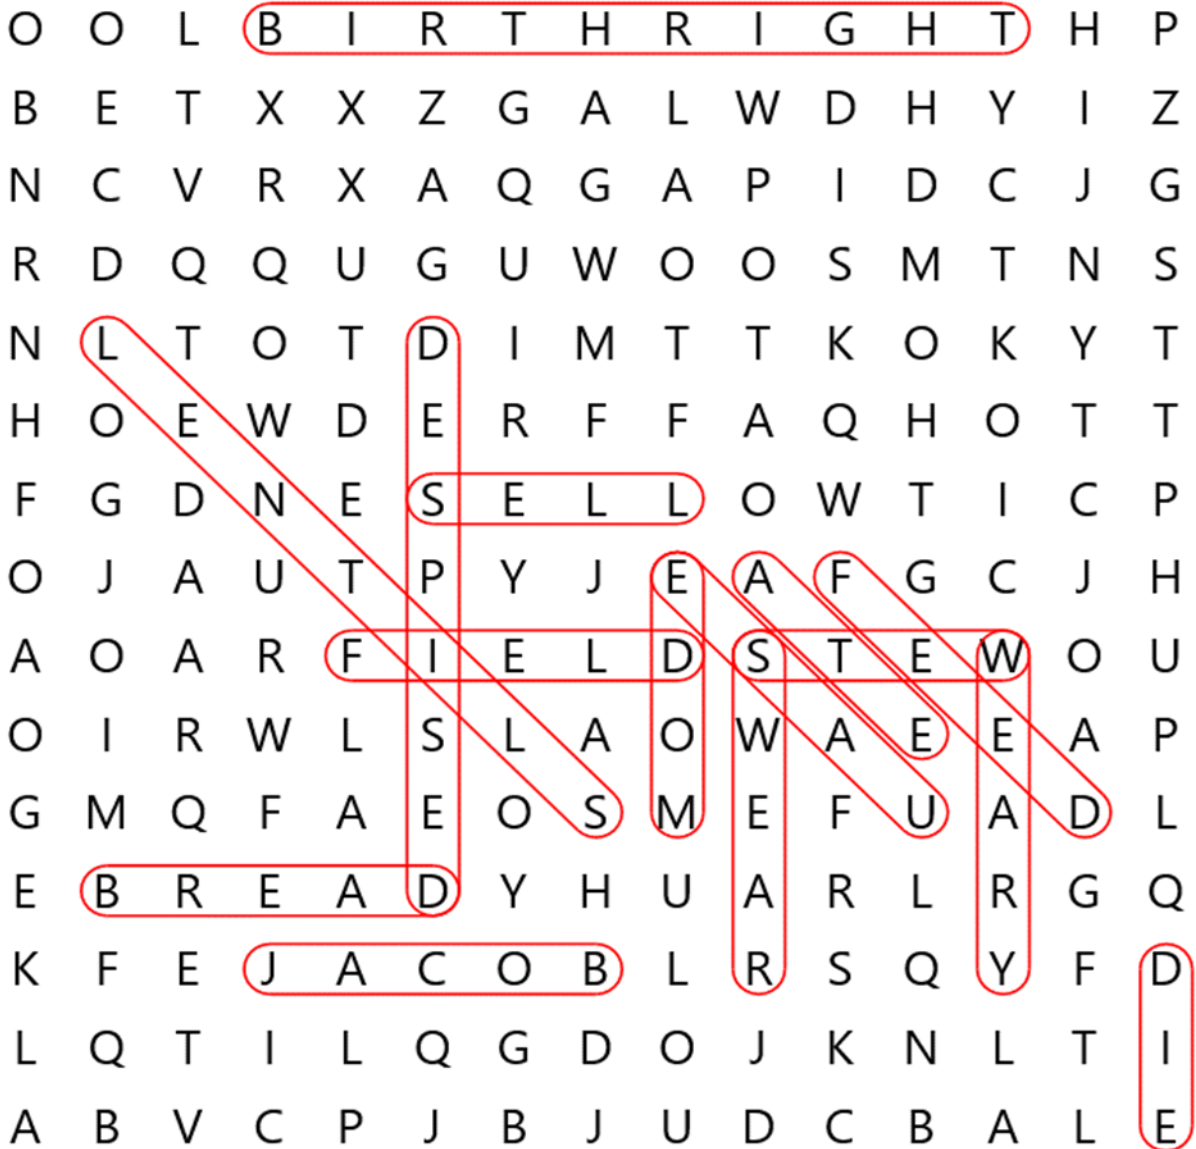 O O L B I R T H R I G H T H P
B E T X X Z G A L W D H Y I Z
N C V R X A Q G A P I D C J G
R D Q Q U G U W O O S M T N S
N L T O T D I M T T K O K Y T
H O E W D E R F F A Q H O T T
F G D N E S E L L O W T I C P
O J A U T P Y J E A F G C J H
A O A R F I E L D S T E W O U
O I R W L S L A O W A E E A P
G M Q F A E O S M E F U A D L
E B R E A D Y H U A R L R G Q
K F E J A C O B L R S Q Y F D
L Q T I L Q G D O J K N L T I
A B V C P J B J U D C B A L E